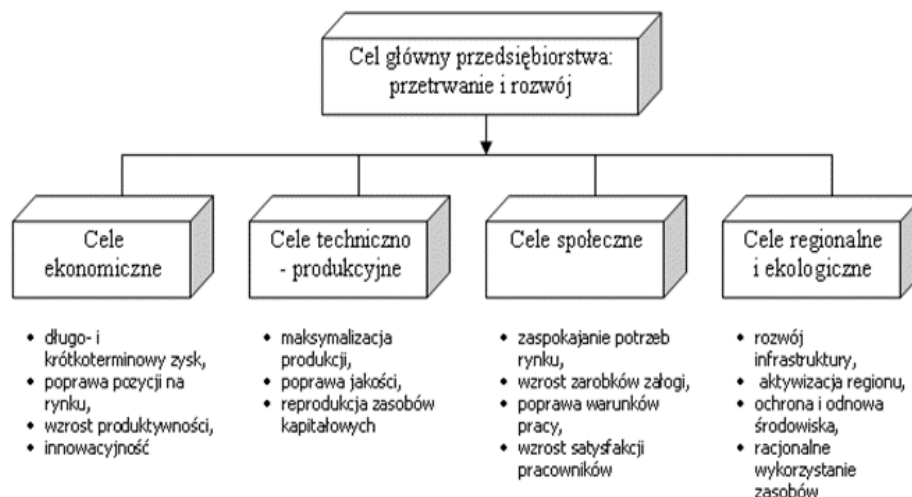 Cel główny przedsiębiorstwa:
przetrwanie i rozwój
Cele
ekonomiczne
Cele techniczno
- produkcyjne
Cele społeczne
Cele regionalne
i ekologiczne
• długo- i
krótkoterminowy zysk,
• poprawa pozycji na
rynku,
• wzrost produktywności,
• innowacyjność
• maksymalizacja
produkcji,
• poprawa jakości,
• reprodukcja zasobów
kapitałowych
• zaspokajanie potrzeb
rynku,
• wzrost zarobków załogi,
• poprawa warunków
pracy,
• wzrost satysfakcji
pracowników
• rozwój
infrastruktury,
• aktywizacja regionu,
• ochrona i odnowa
środowiska,
• racjonalne
wykorzystanie
zasobów